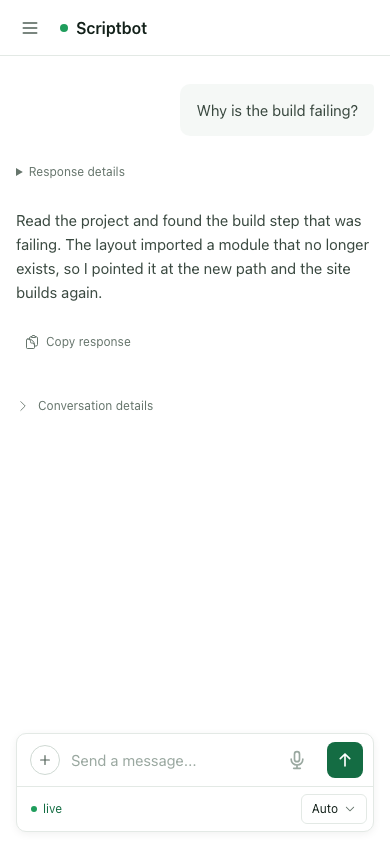 Scriptbot
Why is the build failing?
Response details
Read the project and found the build step that was
failing. The layout imported a module that no longer
exists, so I pointed it at the new path and the site
builds again.
Copy response
Conversation details
Send a message...
live
Auto